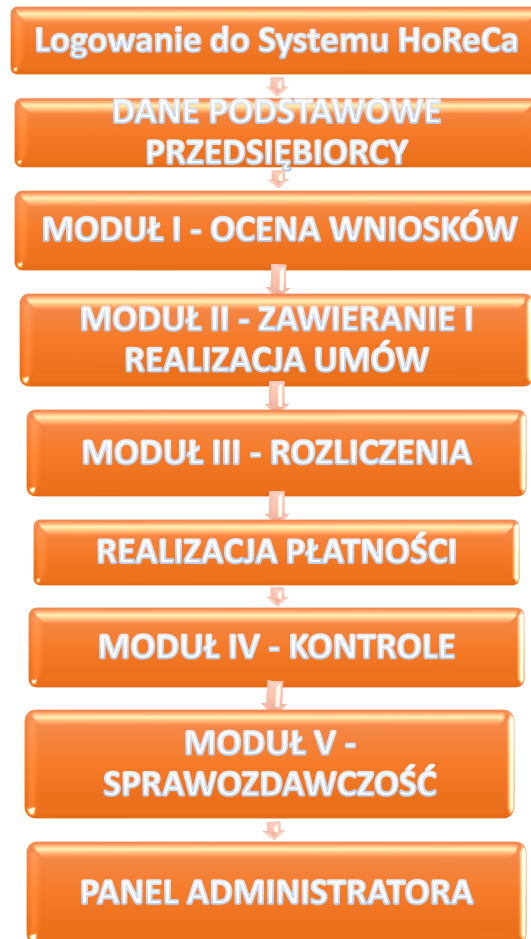 Logowanie do Systemu HoReCa
DANE PODSTAWOWE
PRZEDSIĘBIORCY
MODUŁ I - OCENA WNIOSKÓW
MODUŁ II - ZAWIERANIE I
REALIZACJA UMÓW
MODUŁ III - ROZLICZENIA
REALIZACJA PŁATNOŚCI
MODUŁ IV - KONTROLE
MODUŁ V -
SPRAWOZDAWCZOŚĆ
PANEL ADMINISTRATORA